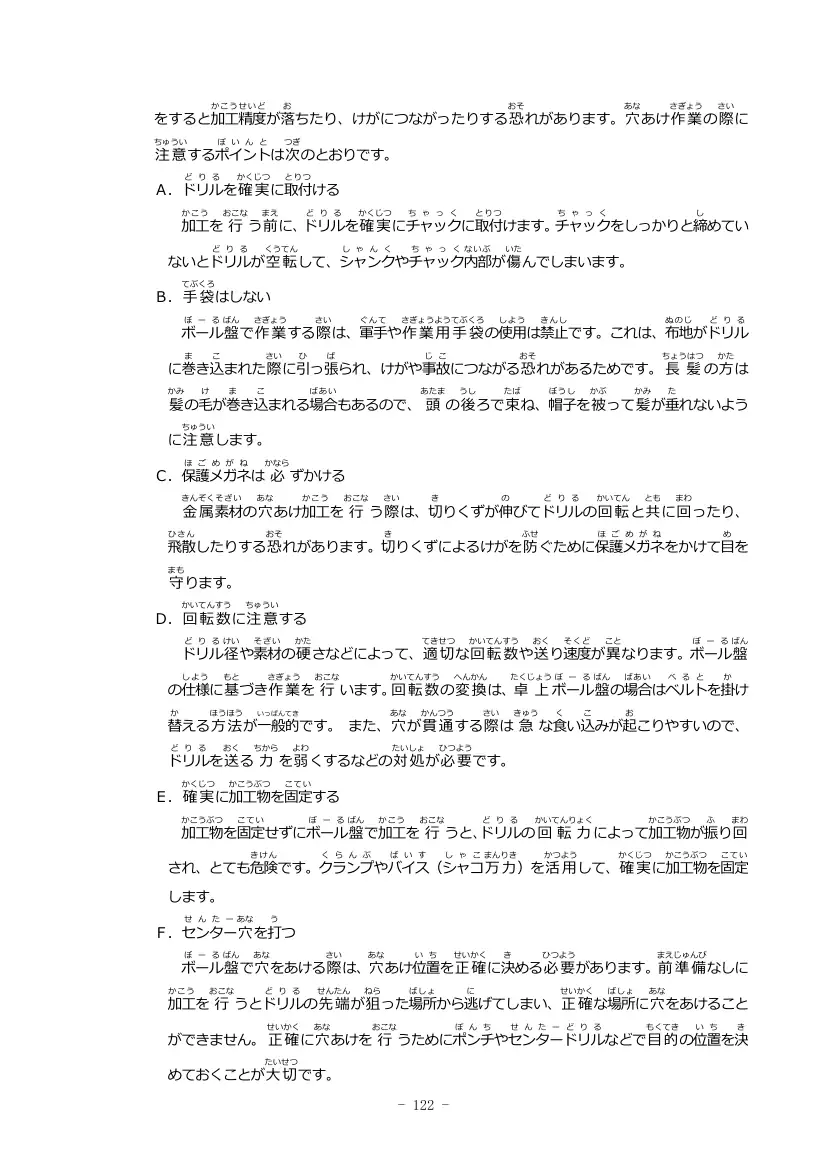 をすると加工精度が落ちたり、けがにつながったりする恐れがあります。穴あけ作業の際に
注意するポイントは次のとおりです。
A．ドリルを確実に取付ける
加工を行う前に、ドリルを確実にチャックに取付けます。チャックをしっかりと締めてい
ないとドリルが空転して、シャンクやチャック内部が傷んでしまいます。
B．手袋はしない
ボール盤で作業する際は、軍手や作業用手袋の使用は禁止です。これは、布地がドリル
に巻き込まれた際に引っ張られ、けがや事故につながる恐れがあるためです。長髪の方は
髪の毛が巻き込まれる場合もあるので、頭の後ろで束ね、帽子を被って髪が垂れないよう
に注意します。
C．保護メガネは必ずかける
金属素材の穴あけ加工を行う際は、切りくずが伸びてドリルの回転と共に回ったり、
飛散したりする恐れがあります。切りくずによるけがを防ぐために保護メガネをかけて目を
守ります。
D．回転数に注意する
ドリル径や素材の硬さなどによって、適切な回転数や送り速度が異なります。ボール盤
の仕様に基づき作業を行います。回転数の変換は、卓上ボール盤の場合はベルトを掛け
替える方法が一般的です。 また、穴が貫通する際は急な食い込みが起こりやすいので、
ドリルを送る力を弱くするなどの対処が必要です。
E．確実に加工物を固定する
加工物を固定せずにボール盤で加工を行うと、ドリルの回転力によって加工物が振り回
され、とても危険です。クランプやバイス（シャコ万力）を活用して、確実に加工物を固定
します。
F．センター穴を打つ
ボール盤で穴をあける際は、穴あけ位置を正確に決める必要があります。前準備なしに
加工を行うとドリルの先端が狙った場所から逃げてしまい、正確な場所に穴をあけること
ができません。正確に穴あけを行うためにポンチやセンタードリルなどで目的の位置を決
めておくことが大切です。
- 122 -